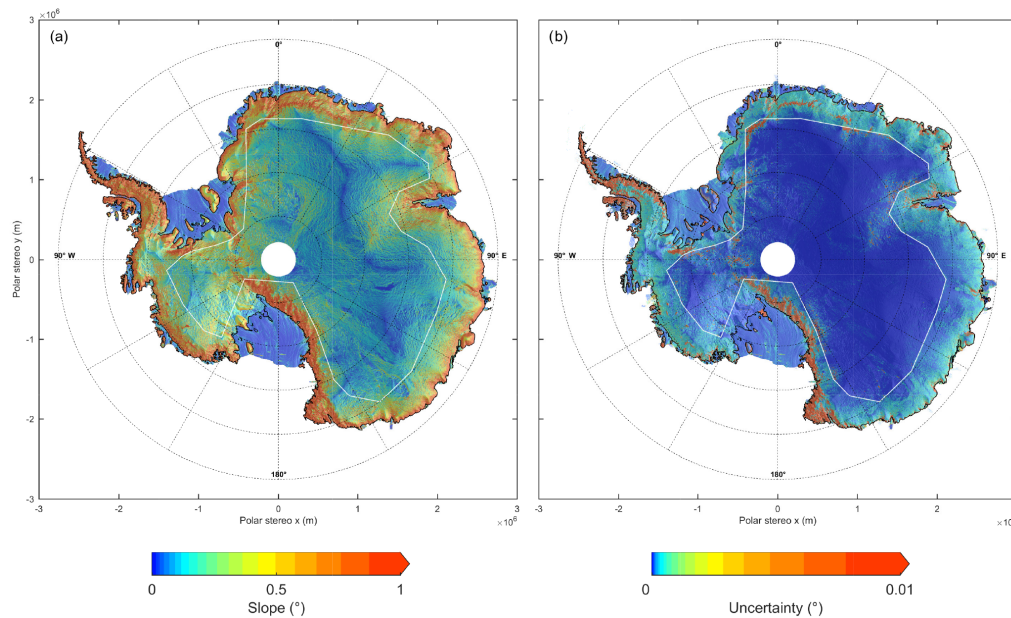 ×10⁶
(a)
(b)
3
2
1
0
-1
-2
-3
Polar stereo y (m)
0°
90° W
90° E
180°
0°
90° W
90° E
180°
-3 -2 -1 0 1 2 3
-3 -2 -1 0 1 2 3
Polar stereo x (m)
×10⁶
Polar stereo x (m)
0 0.5 1
Slope (°)
0 0.01
Uncertainty (°)